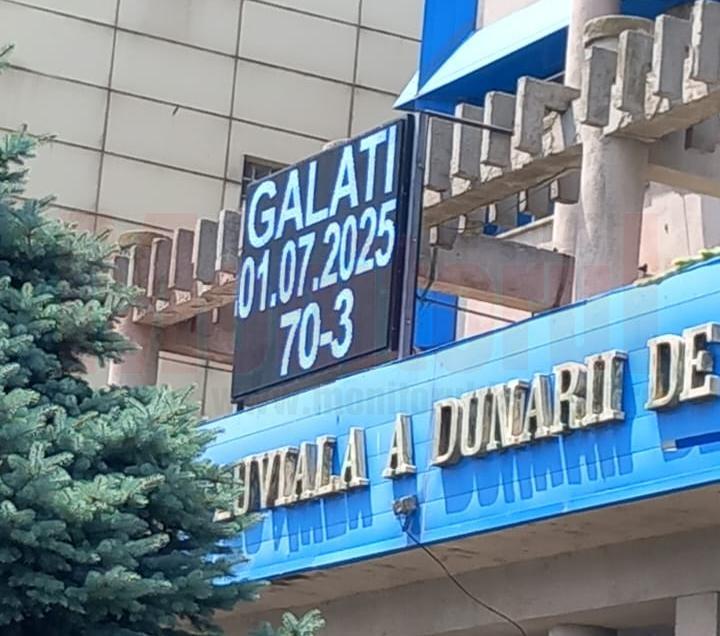 GALATI
01.07.2025
70-3
UVIALA A DUNARII DE